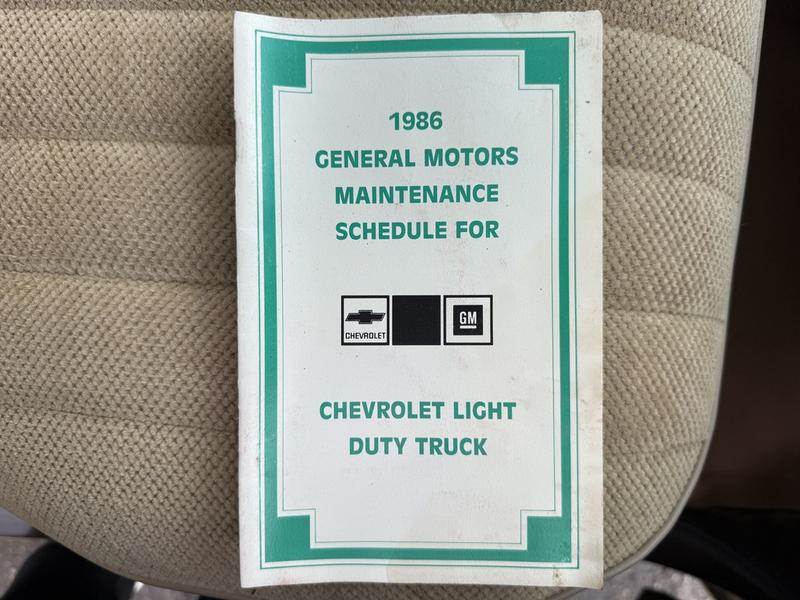 1986
GENERAL MOTORS
MAINTENANCE
SCHEDULE FOR
CHEVROLET
GM
CHEVROLET LIGHT
DUTY TRUCK